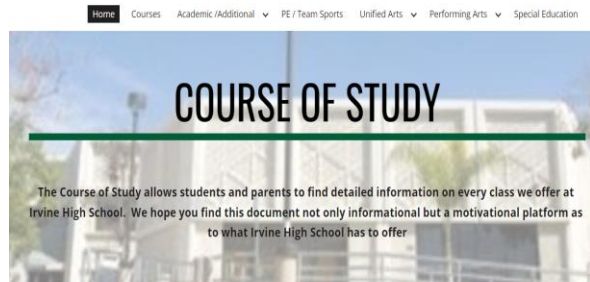 Home Courses Academic /Additional PE / Team Sports Unified Arts Performing Arts Special Education
COURSE OF STUDY
The Course of Study allows students and parents to find detailed information on every class we offer at
Irvine High School. We hope you find this document not only informational but a motivational platform as
to what Irvine High School has to offer